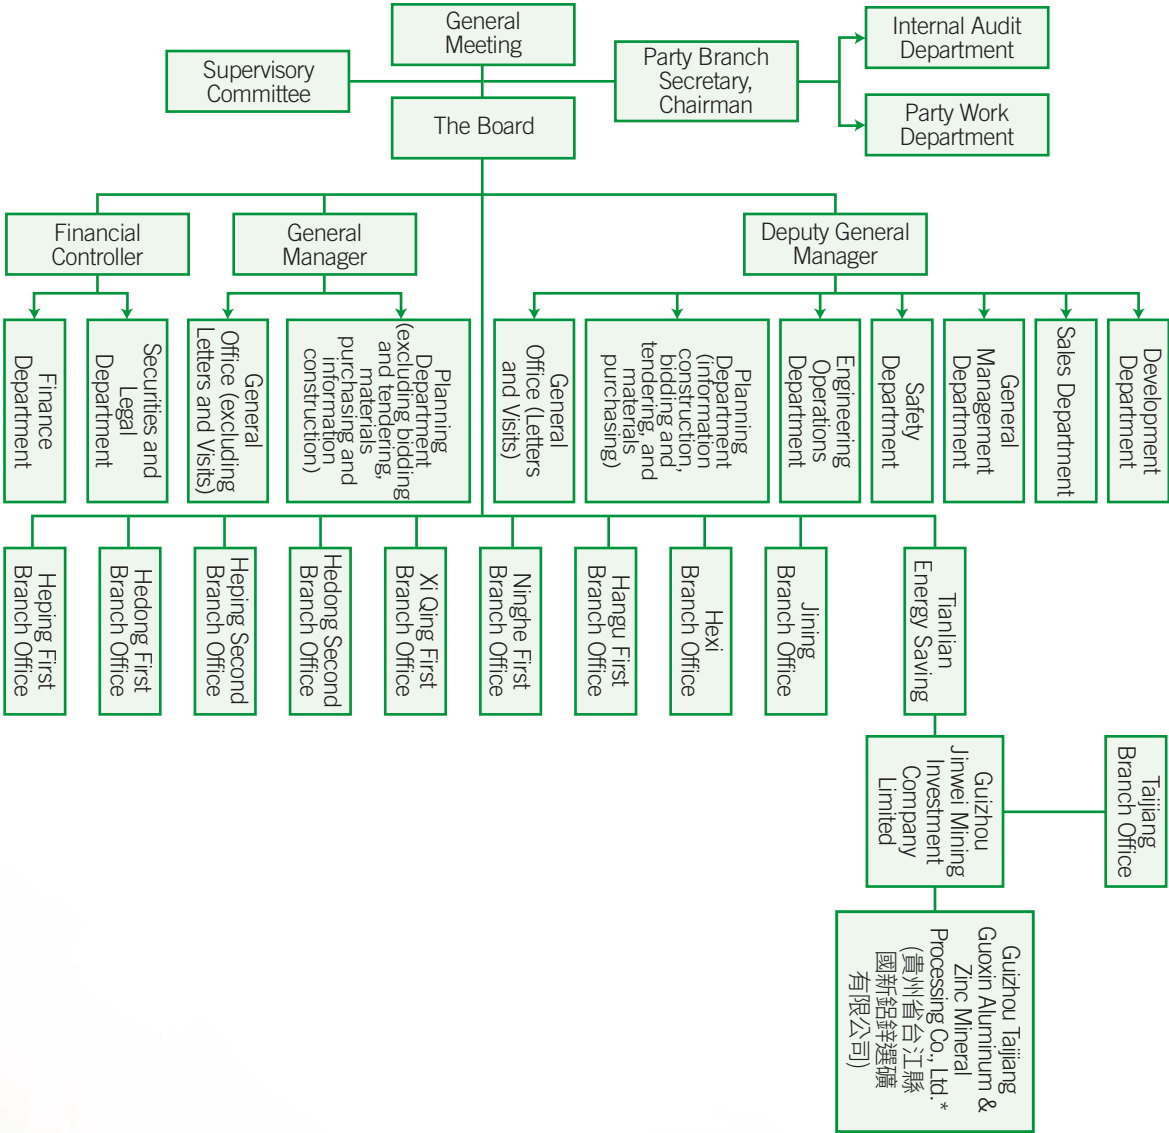 General
Meeting
Internal Audit
Department
Supervisory
Committee
Party Branch
Secretary,
Chairman
The Board
Party Work
Department
Financial
Controller
General
Manager
Deputy General
Manager
Finance
Department
Securities and
Legal
Department
General
Office (excluding
Letters and Visits)
Planning
Department
(excluding bidding
and tendering,
materials
purchasing and
information
construction)
General
Office (Letters
and Visits)
Planning
Department
(information
construction,
bidding and
tendering, and
materials
purchasing)
Engineering
Operations
Department
Safety
Department
General
Management
Department
Sales Department
Development
Department
Heping First
Branch Office
Hedong First
Branch Office
Heping Second
Branch Office
Hedong Second
Branch Office
Xi Qing First
Branch Office
Ninghe First
Branch Office
Hangu First
Branch Office
Hexi
Branch Office
Jining
Branch Office
Tianlian
Energy Saving
Guizhou
Jinwei Mining
Investment
Company
Limited
Taijiang
Branch Office
Guizhou Taijiang
Guoxin Aluminum &
Zinc Mineral
Processing Co., Ltd.*
(貴州省台江縣
國新鋁鋅選礦
有限公司)